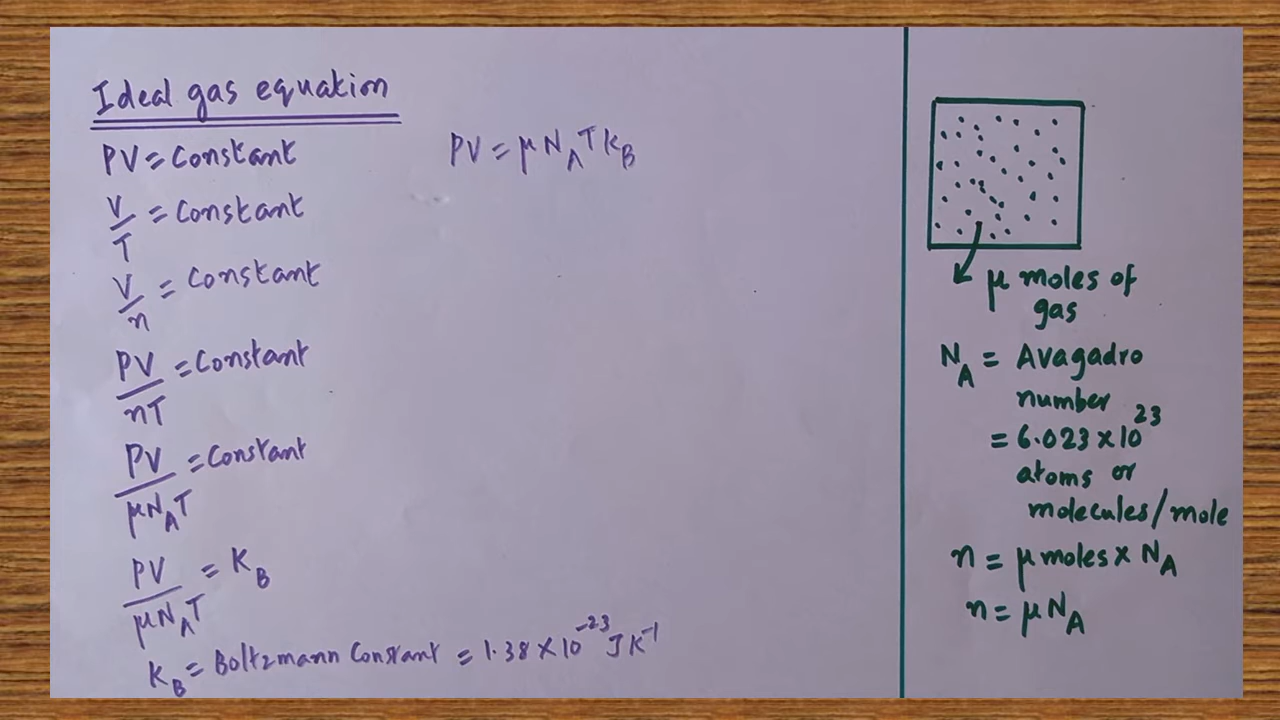 Ideal gas equation
PV = Constant
V/T = Constant
V/n = Constant
PV/nT = Constant
PV/μN_AT = Constant
PV/μN_AT = K_B
K_B = Boltzmann Constant = 1.38 × 10^-23 J K^-1
PV = μ N_A T K_B
μ moles of
gas
N_A = Avagadro
number
= 6.023 × 10^23
atoms or
molecules/mole
n = μ moles × N_A
n = μ N_A